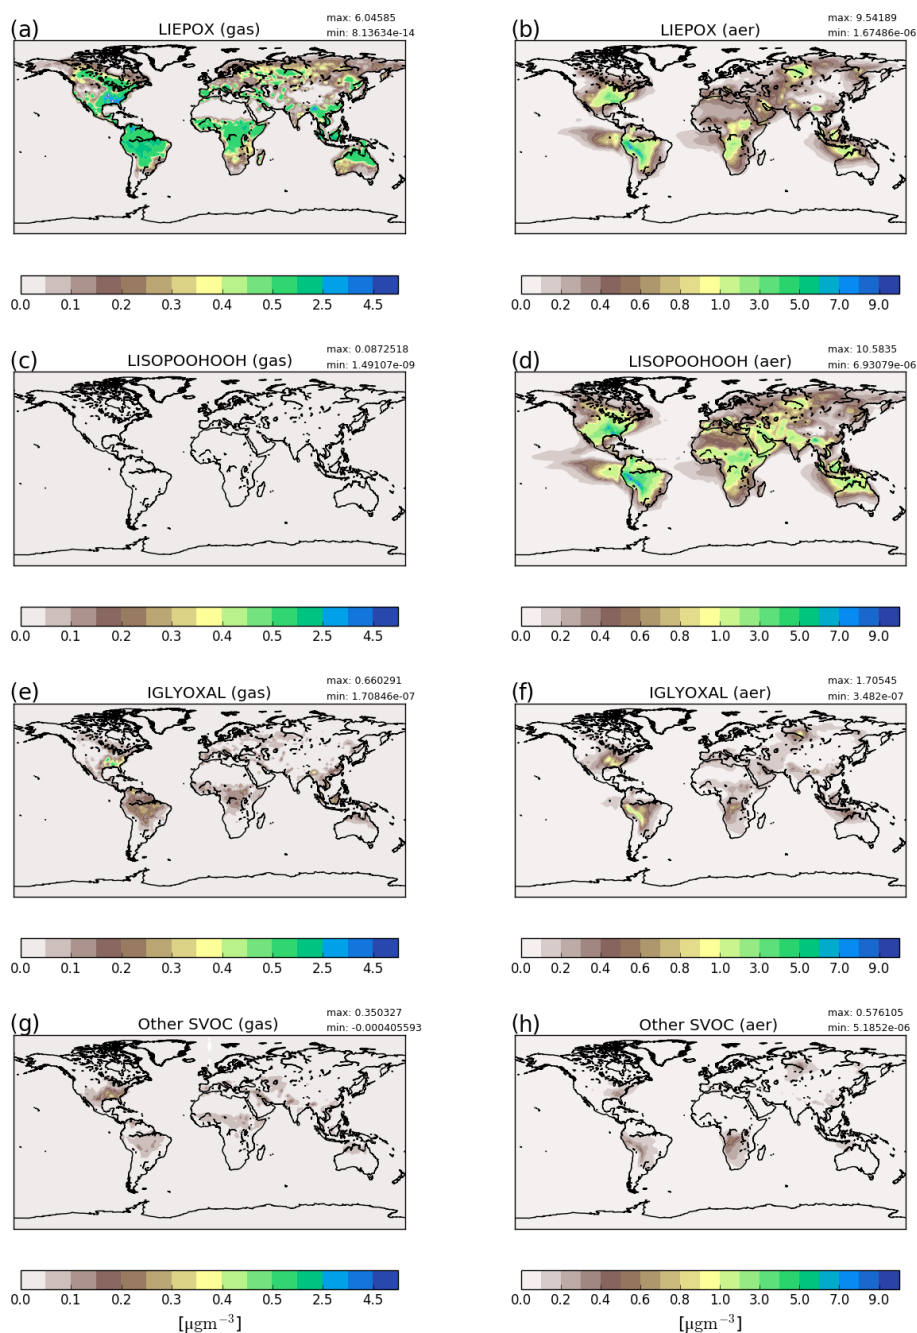 (a) LIEPOX (gas) max: 6.04585
min: 8.13634e-14
(b) LIEPOX (aer) max: 9.54189
min: 1.67486e-06
0.0 0.1 0.2 0.3 0.4 0.5 2.5 4.5
0.0 0.2 0.4 0.6 0.8 1.0 3.0 5.0 7.0 9.0
(c) LISOPOOHOOH (gas) max: 0.0872518
min: 1.49107e-09
(d) LISOPOOHOOH (aer) max: 10.5835
min: 6.93079e-06
0.0 0.1 0.2 0.3 0.4 0.5 2.5 4.5
0.0 0.2 0.4 0.6 0.8 1.0 3.0 5.0 7.0 9.0
(e) IGLYOXAL (gas) max: 0.660291
min: 1.70846e-07
(f) IGLYOXAL (aer) max: 1.70545
min: 3.482e-07
0.0 0.1 0.2 0.3 0.4 0.5 2.5 4.5
0.0 0.2 0.4 0.6 0.8 1.0 3.0 5.0 7.0 9.0
(g) Other SVOC (gas) max: 0.350327
min: -0.000405593
(h) Other SVOC (aer) max: 0.576105
min: 5.1852e-06
0.0 0.1 0.2 0.3 0.4 0.5 2.5 4.5
[μgm⁻³]
0.0 0.2 0.4 0.6 0.8 1.0 3.0 5.0 7.0 9.0
[μgm⁻³]